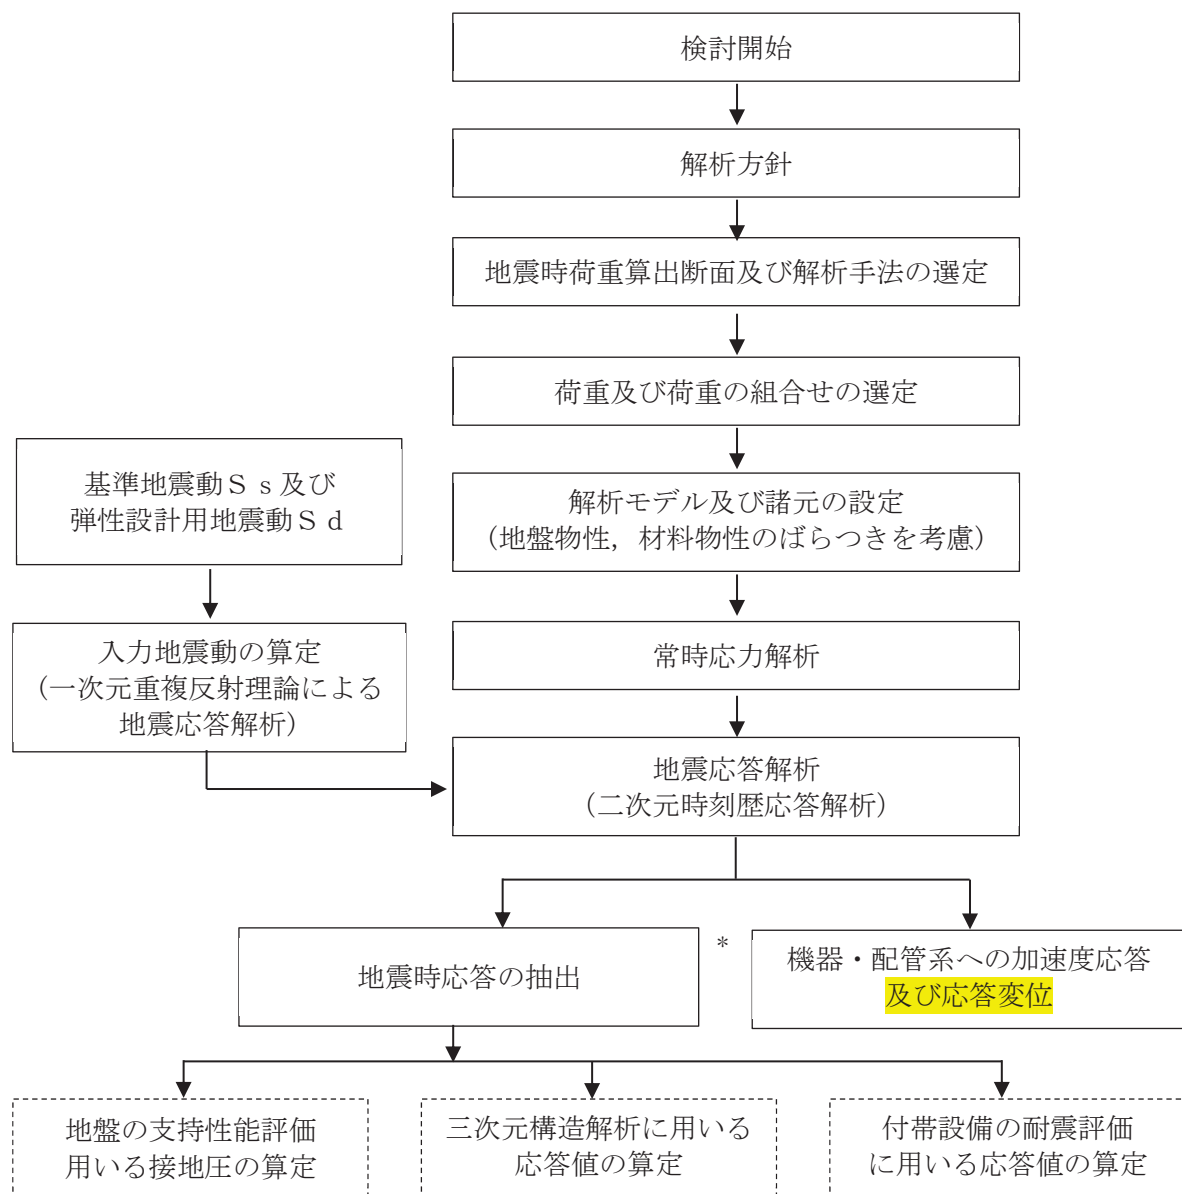 検討開始
解析方針
地震時荷重算出断面及び解析手法の選定
荷重及び荷重の組合せの選定
基準地震動Ｓｓ及び
弾性設計用地震動Ｓｄ
解析モデル及び諸元の設定
（地盤物性，材料物性のばらつきを考慮）
入力地震動の算定
（一次元重複反射理論による
地震応答解析）
常時応力解析
地震応答解析
（二次元時刻歴応答解析）
地震時応答の抽出
*
機器・配管系への加速度応答
及び応答変位
地盤の支持性能評価
用いる接地圧の算定
三次元構造解析に用いる
応答値の算定
付帯設備の耐震評価
に用いる応答値の算定